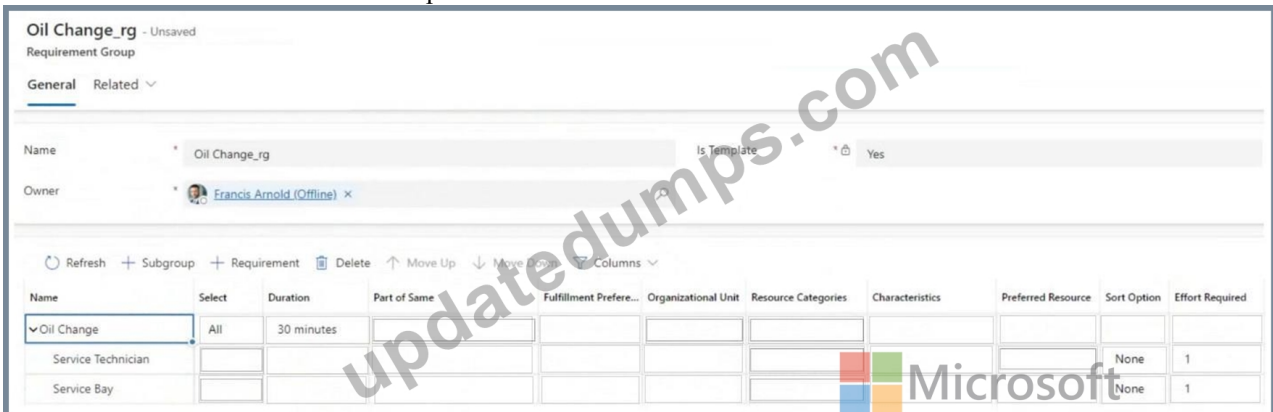 Oil Change_rg - Unsaved
Requirement Group
General Related
Name * Oil Change_rg Is Template * Yes
Owner * Francis Arnold (Offline) ×
Refresh + Subgroup + Requirement Delete ↑ Move Up ↓ Move Down Columns
Name Select Duration Part of Same Fulfillment Prefere... Organizational Unit Resource Categories Characteristics Preferred Resource Sort Option Effort Required
Oil Change All 30 minutes
Service Technician None 1
Service Bay None 1
updatedumps.com
Microsoft